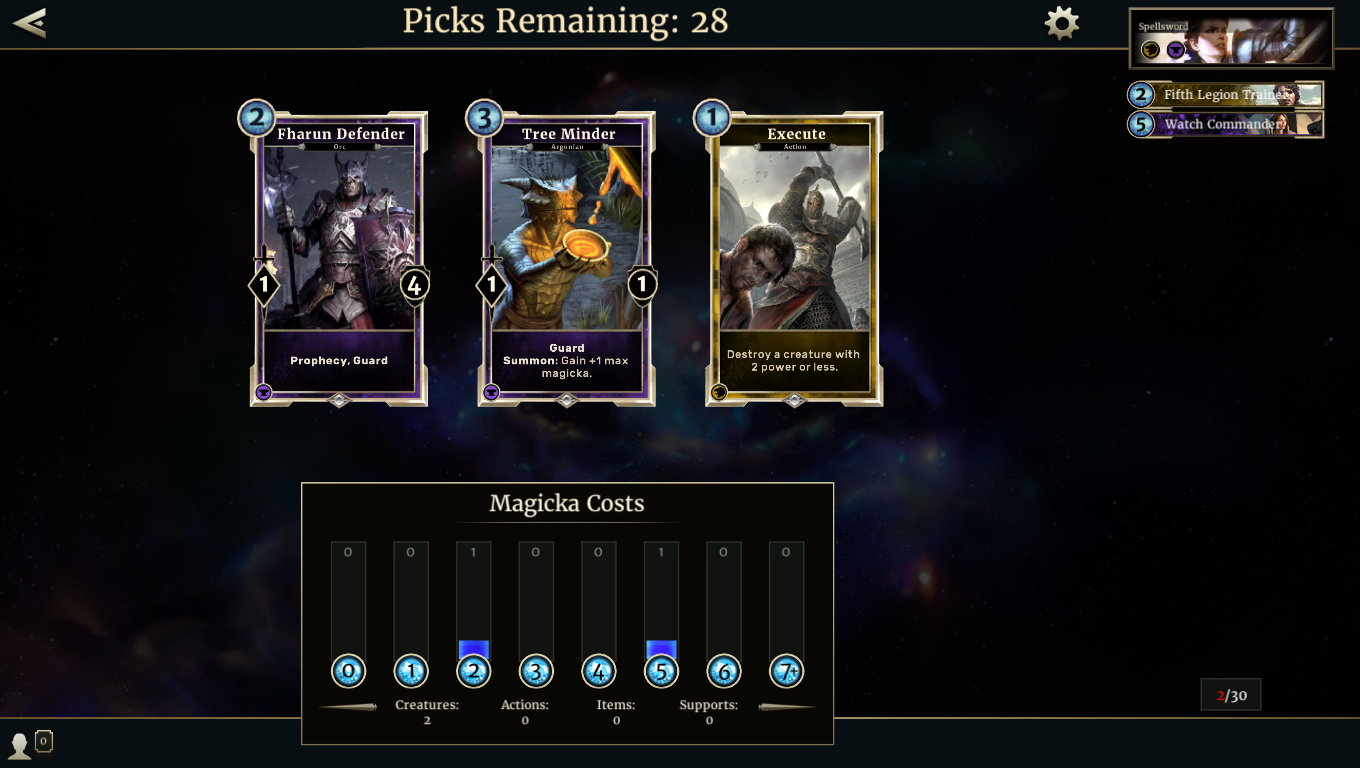 Picks Remaining: 28
Spellsword
2 Fifth Legion Trainee
5 Watch Commander
2
Fharun Defender
Orc
1
4
Prophecy, Guard
3
Tree Minder
Argonian
1
1
Guard
Summon: Gain +1 max
magicka.
1
Execute
Action
Destroy a creature with
2 power or less.
Magicka Costs
0 0 1 0 0 1 0 0
0 1 2 3 4 5 6 7+
Creatures: Actions: Items: Supports:
2 0 0 0
2/30
0